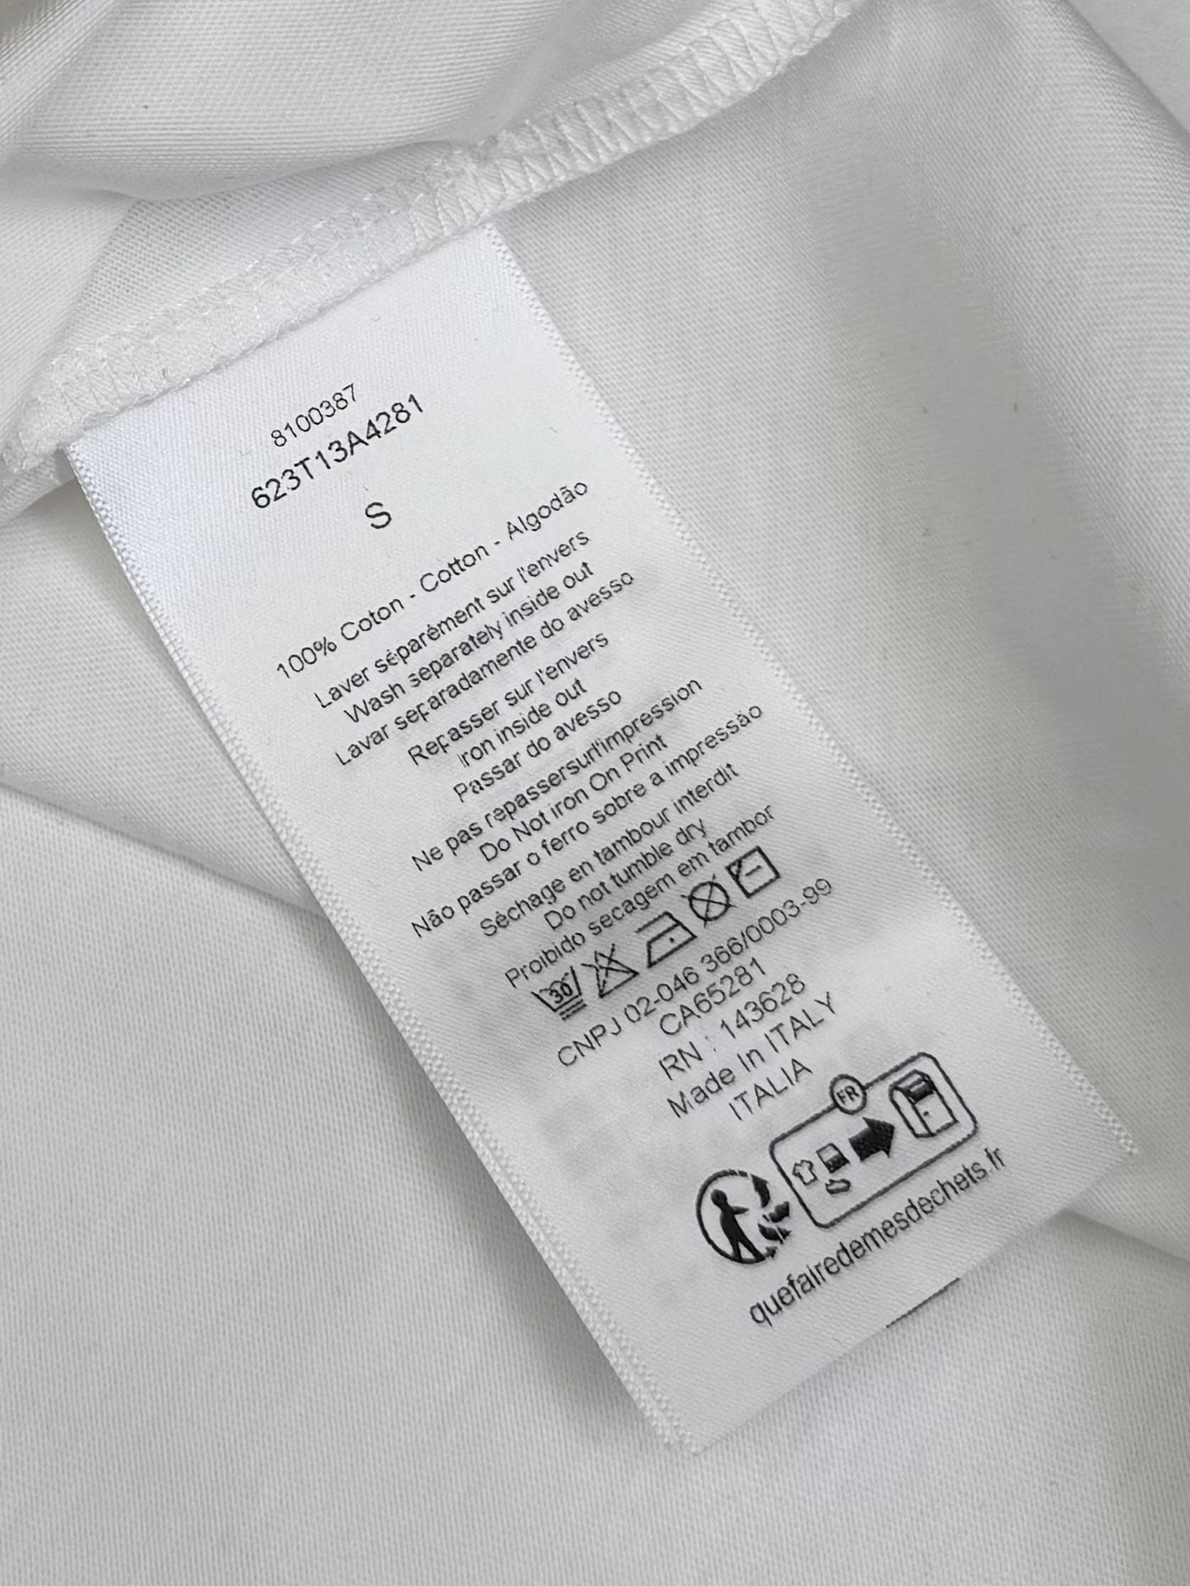 8100387
623T13A4281
S
100% Coton - Cotton - Algodão
Laver séparément sur l'envers
Wash separately inside out
Lavar separadamente do avesso
Repasser sur l'envers
Iron inside out
Passar do avesso
Ne pas repassersurl'impression
Do Not iron On Print
Não passar o ferro sobre a impressão
Séchage en tambour interdit
Do not tumble dry
Proibido secagem em tambor
30
CNPJ 02-046 366/0003-99
CA65281
RN : 143628
Made In ITALY
ITALIA
FR
quefairedemesdechets.fr